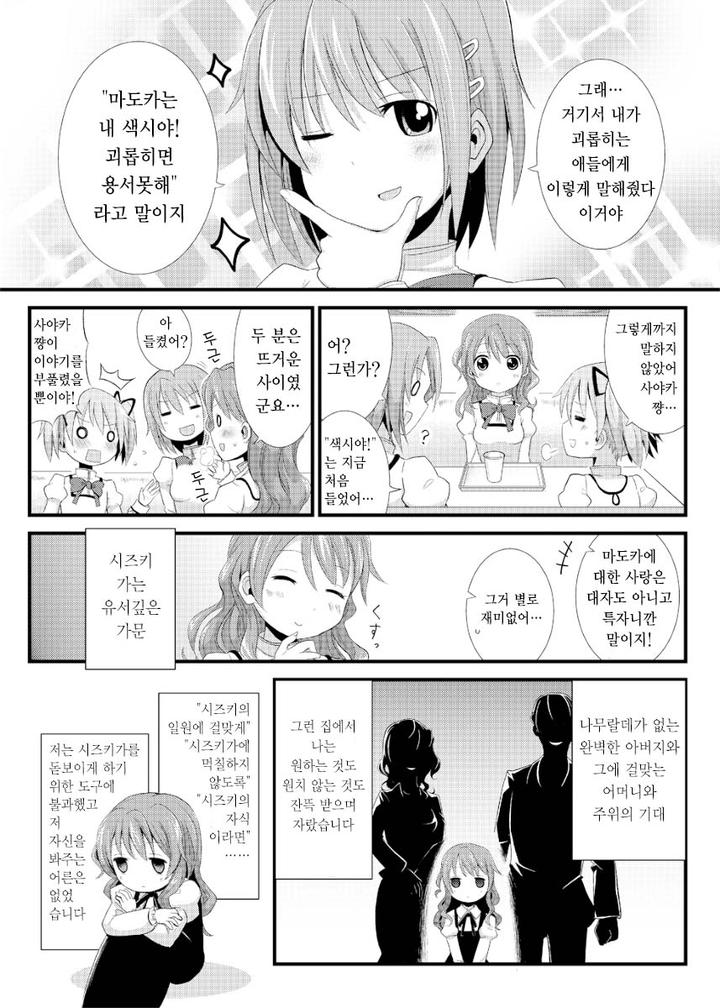 그래…
거기서 내가
괴롭히는
애들에게
이렇게 말해줬다
이거야
"마도카는
내 색시야!
괴롭히면
용서못해"
라고 말이지
그렇게까지
말하지
않았어
사야카
쨩…
어?
그런가?
?
"색시야!"
는 지금
처음
들었어…
두 분은
뜨거운
사이였
군요…
두근
두근
아
들켰어?
사야카
쨩이
이야기를
부풀렸을
뿐이야!
마도카에
대한 사랑은
대자도 아니고
특자니깐
말이지!
그거 별로
재미없어…
くすっ
시즈키
가는
유서깊은
가문
나무랄데가 없는
완벽한 아버지와
그에 걸맞는
어머니와
주위의 기대
그런 집에서
나는
원하는 것도
원치 않는 것도
잔뜩 받으며
자랐습니다
"시즈키의
일원에 걸맞게"
"시즈키가에
먹칠하지
않도록"
"시즈키의
자식
이라면"
……
저는 시즈키가를
돋보이게 하기
위한 도구에
불과했고
저
자신을
봐주는
어른은
없었
습니다